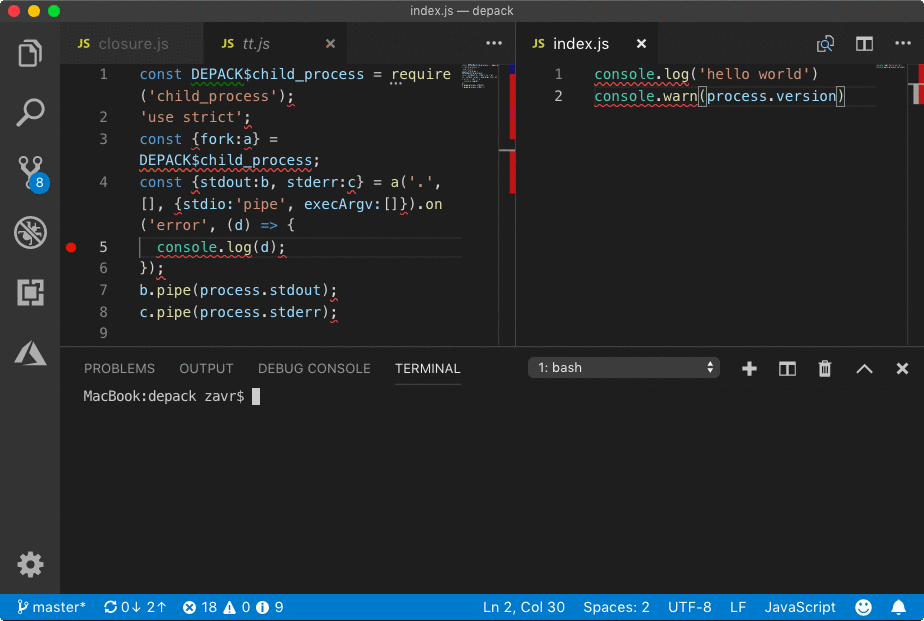 index.js — depack
JS closure.js
JS tt.js
JS index.js
1 const DEPACK$child_process = require
('child_process');
2 'use strict';
3 const {fork:a} =
DEPACK$child_process;
4 const {stdout:b, stderr:c} = a('.',
[], {stdio:'pipe', execArgv:[]}).on
('error', (d) => {
5 console.log(d);
6 });
7 b.pipe(process.stdout);
8 c.pipe(process.stderr);
9
1 console.log('hello world')
2 console.warn(process.version)
8
PROBLEMS OUTPUT DEBUG CONSOLE TERMINAL 1: bash
MacBook:depack zavr$
master* 0↓ 2↑ 18 0 9 Ln 2, Col 30 Spaces: 2 UTF-8 LF JavaScript